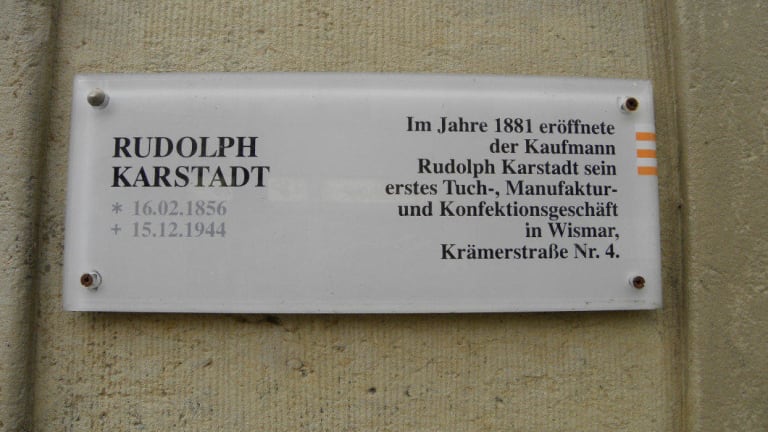 RUDOLPH
KARSTADT
* 16.02.1856
+ 15.12.1944
Im Jahre 1881 eröffnete
der Kaufmann
Rudolph Karstadt sein
erstes Tuch-, Manufaktur-
und Konfektionsgeschäft
in Wismar,
Krämerstraße Nr. 4.